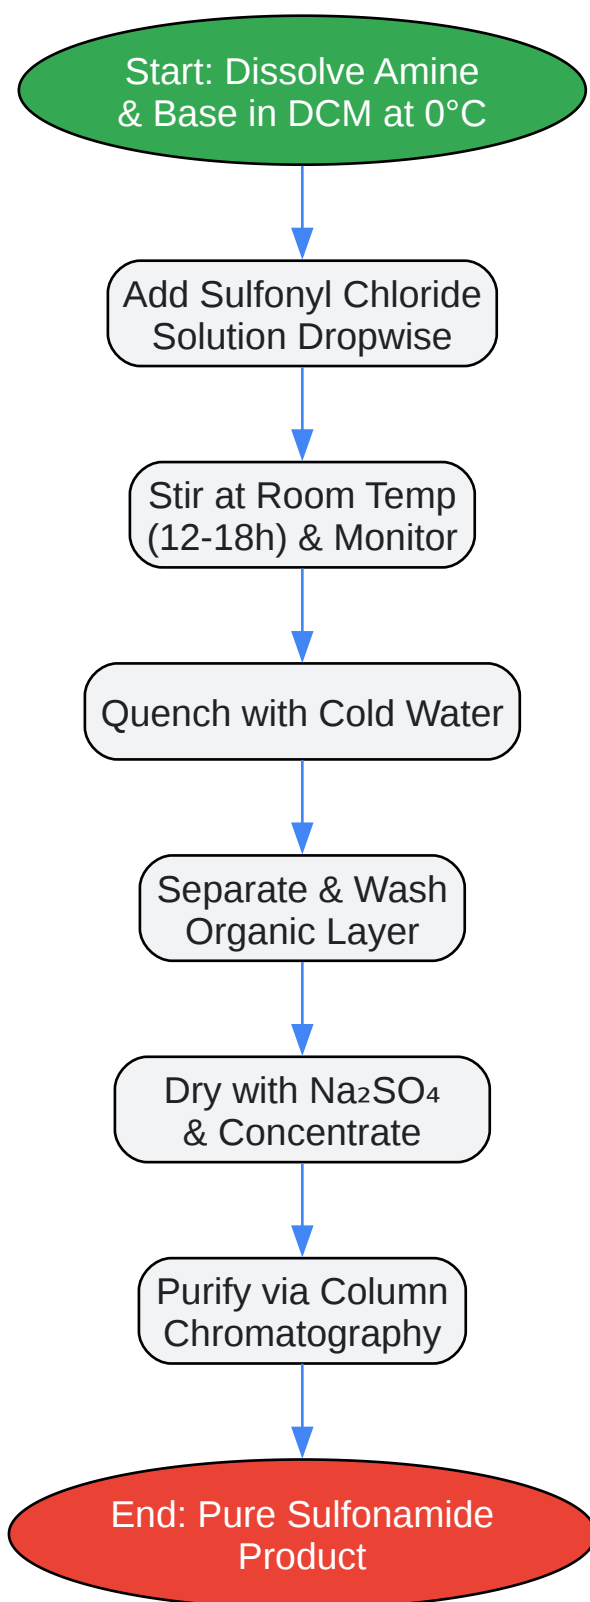 Start: Dissolve Amine
& Base in DCM at 0°C
Add Sulfonyl Chloride
Solution Dropwise
Stir at Room Temp
(12-18h) & Monitor
Quench with Cold Water
Separate & Wash
Organic Layer
Dry with Na₂SO₄
& Concentrate
Purify via Column
Chromatography
End: Pure Sulfonamide
Product